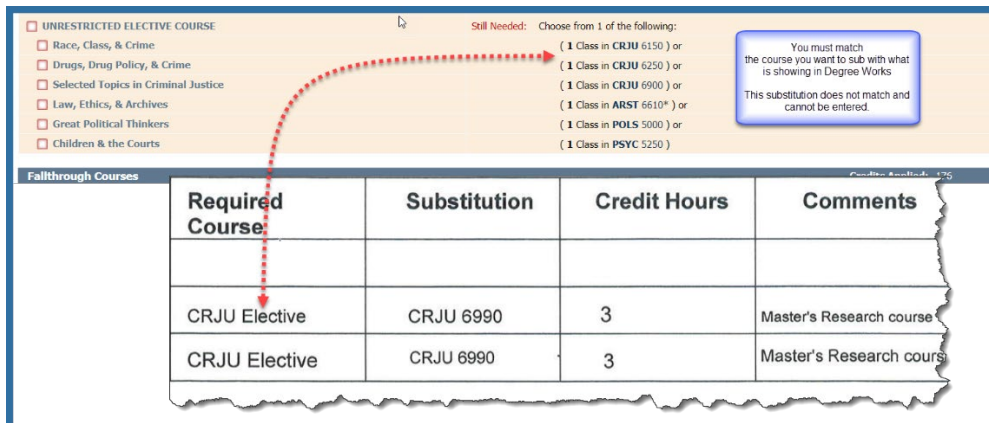 UNRESTRICTED ELECTIVE COURSE Still Needed: Choose from 1 of the following:
Race, Class, & Crime ( 1 Class in CRJU 6150 ) or
Drugs, Drug Policy, & Crime ( 1 Class in CRJU 6250 ) or
Selected Topics in Criminal Justice ( 1 Class in CRJU 6900 ) or
Law, Ethics, & Archives ( 1 Class in ARST 6610* ) or
Great Political Thinkers ( 1 Class in POLS 5000 ) or
Children & the Courts ( 1 Class in PSYC 5250 )
You must match
the course you want to sub with what
is showing in Degree Works
This substitution does not match and
cannot be entered.
Fallthrough Courses Credits Applied: 176
Required Course Substitution Credit Hours Comments
CRJU Elective CRJU 6990 3 Master's Research course
CRJU Elective CRJU 6990 3 Master's Research cours